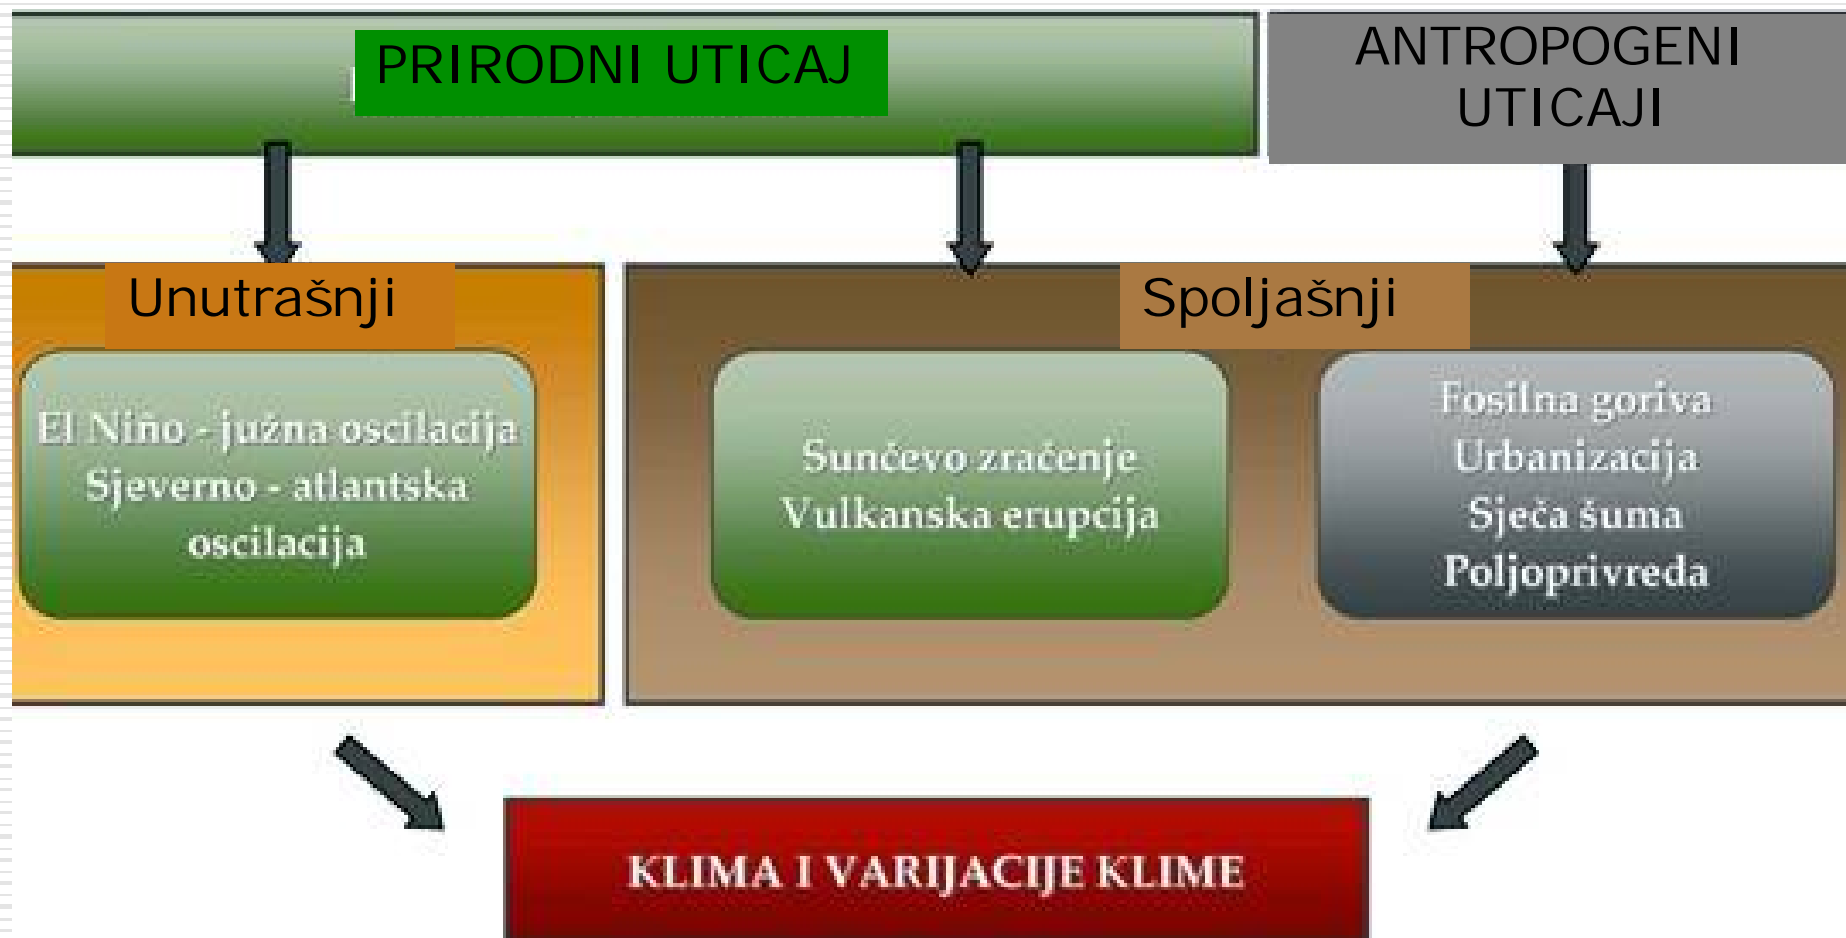 PRIRODNI UTICAJ
ANTROPOGENI
UTICAJI
Unutrašnji
Spoljašnji
El Niño - južna oscilacija
Sjeverno - atlantska
oscilacija
Sunčevo zračenje
Vulkanska erupcija
Fosilna goriva
Urbanizacija
Sječa šuma
Poljoprivreda
KLIMA I VARIJACIJE KLIME